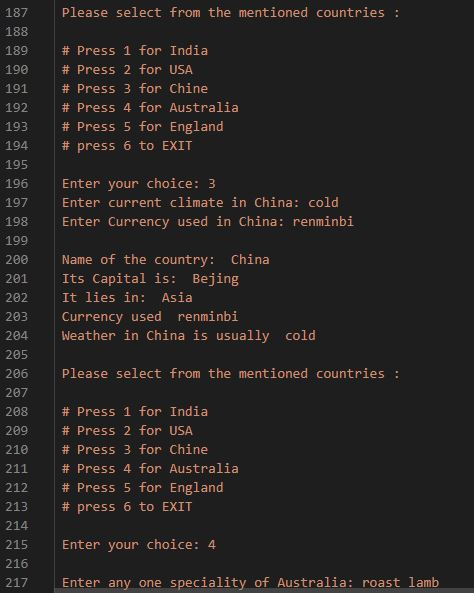 187 Please select from the mentioned countries :
188
189 # Press 1 for India
190 # Press 2 for USA
191 # Press 3 for Chine
192 # Press 4 for Australia
193 # Press 5 for England
194 # press 6 to EXIT
195
196 Enter your choice: 3
197 Enter current climate in China: cold
198 Enter Currency used in China: renminbi
199
200 Name of the country:  China
201 Its Capital is:  Bejing
202 It lies in:  Asia
203 Currency used  renminbi
204 Weather in China is usually  cold
205
206 Please select from the mentioned countries :
207
208 # Press 1 for India
209 # Press 2 for USA
210 # Press 3 for Chine
211 # Press 4 for Australia
212 # Press 5 for England
213 # press 6 to EXIT
214
215 Enter your choice: 4
216
217 Enter any one speciality of Australia: roast lamb